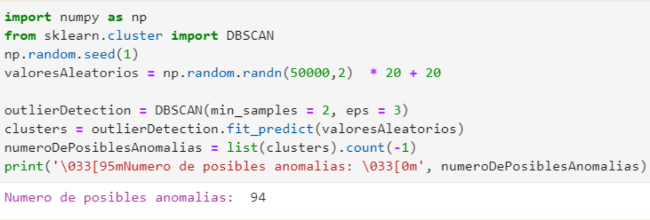 import numpy as np
from sklearn.cluster import DBSCAN
np.random.seed(1)
valoresAleatorios = np.random.randn(50000,2)  * 20 + 20
outlierDetection = DBSCAN(min_samples = 2, eps = 3)
clusters = outlierDetection.fit_predict(valoresAleatorios)
numeroDePosiblesAnomalias = list(clusters).count(-1)
print('\033[95mNumero de posibles anomalias: \033[0m', numeroDePosiblesAnomalias)
Numero de posibles anomalias:  94